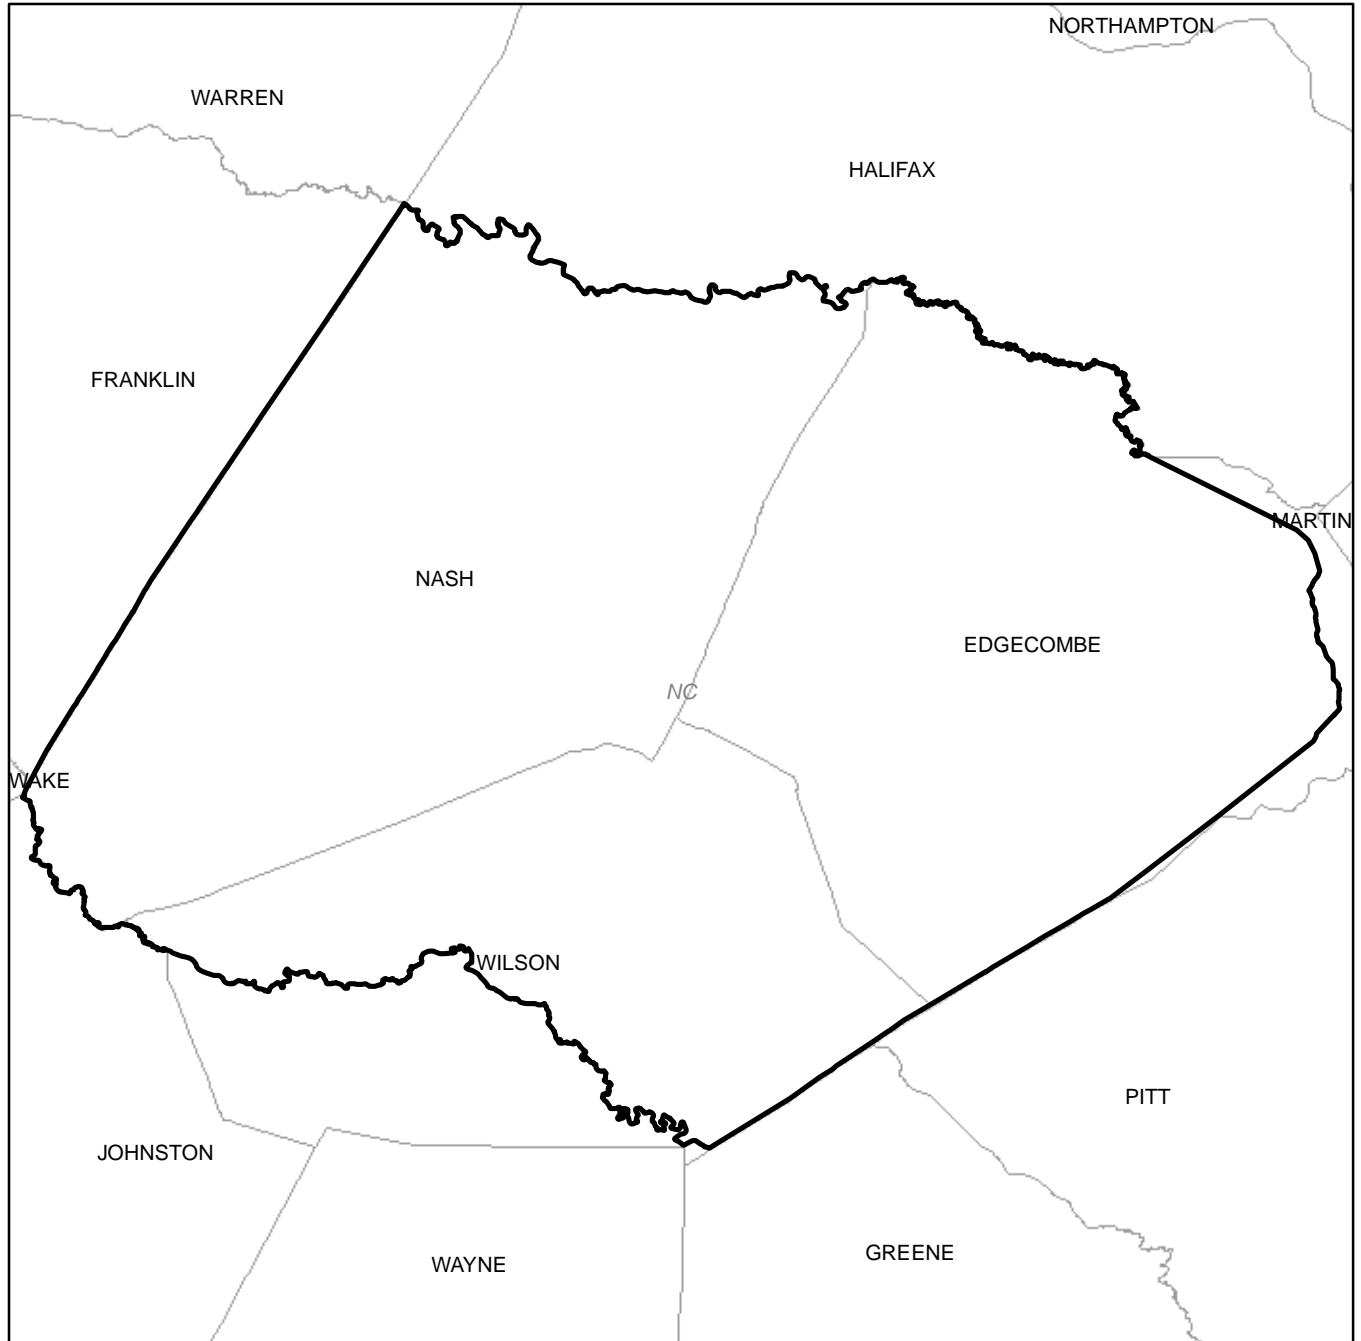 NORTHAMPTON
WARREN
HALIFAX
FRANKLIN
MARTIN
NASH
EDGECOMBE
NC
WAKE
WILSON
PITT
JOHNSTON
GREENE
WAYNE